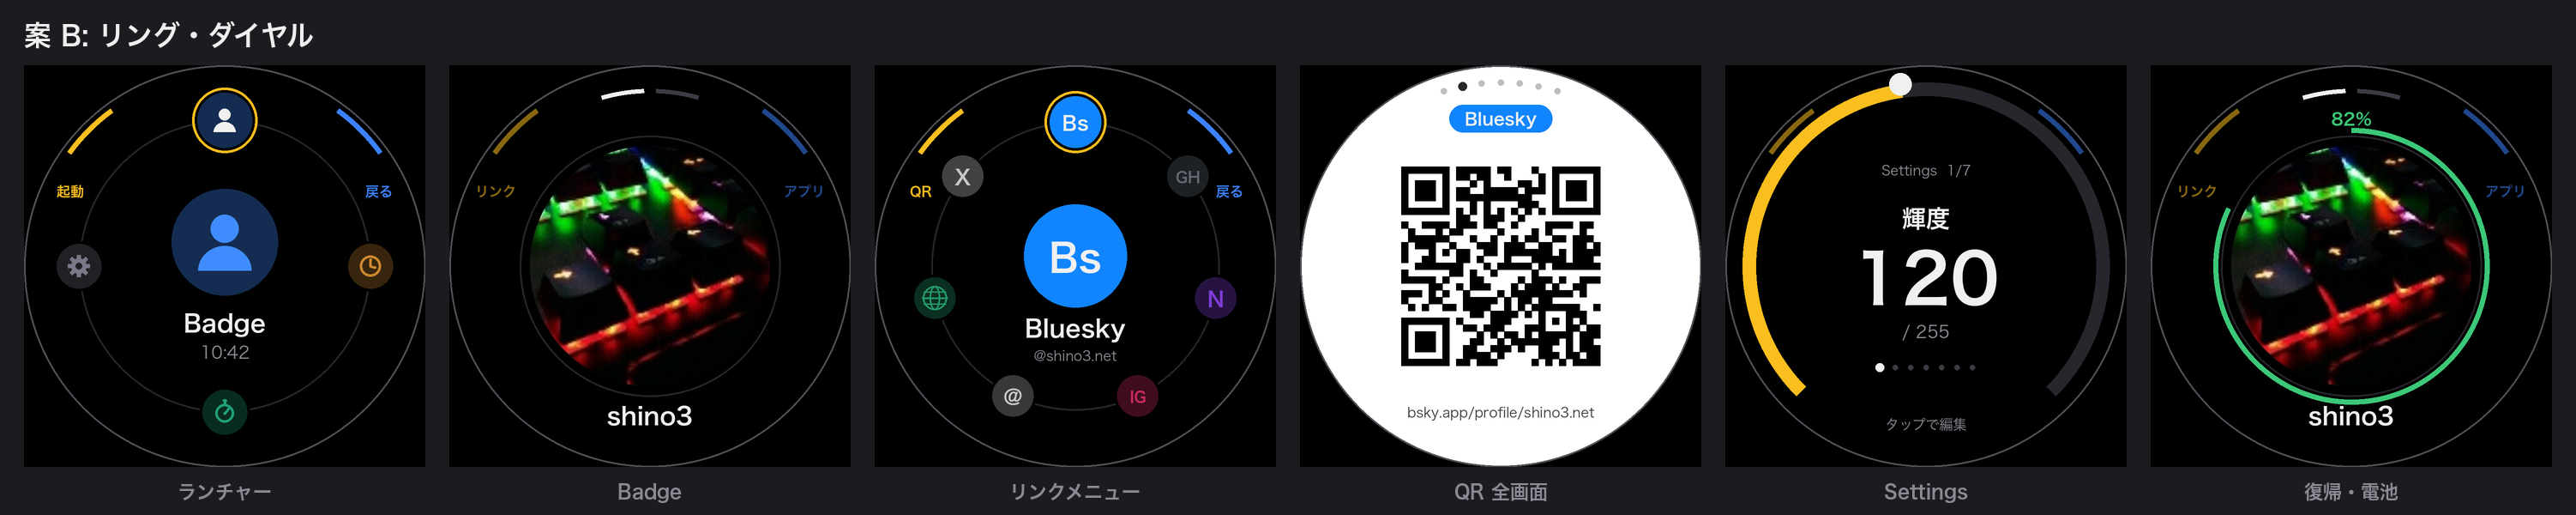 案 B: リング・ダイヤル
起動
戻る
Badge
10:42
ランチャー
リンク
アプリ
shino3
Badge
Bs
X
GH
QR
戻る
Bs
N
Bluesky
@shino3.net
@
IG
リンクメニュー
Bluesky
bsky.app/profile/shino3.net
QR 全画面
Settings 1/7
輝度
120
/ 255
タップで編集
Settings
82%
リンク
アプリ
shino3
復帰・電池